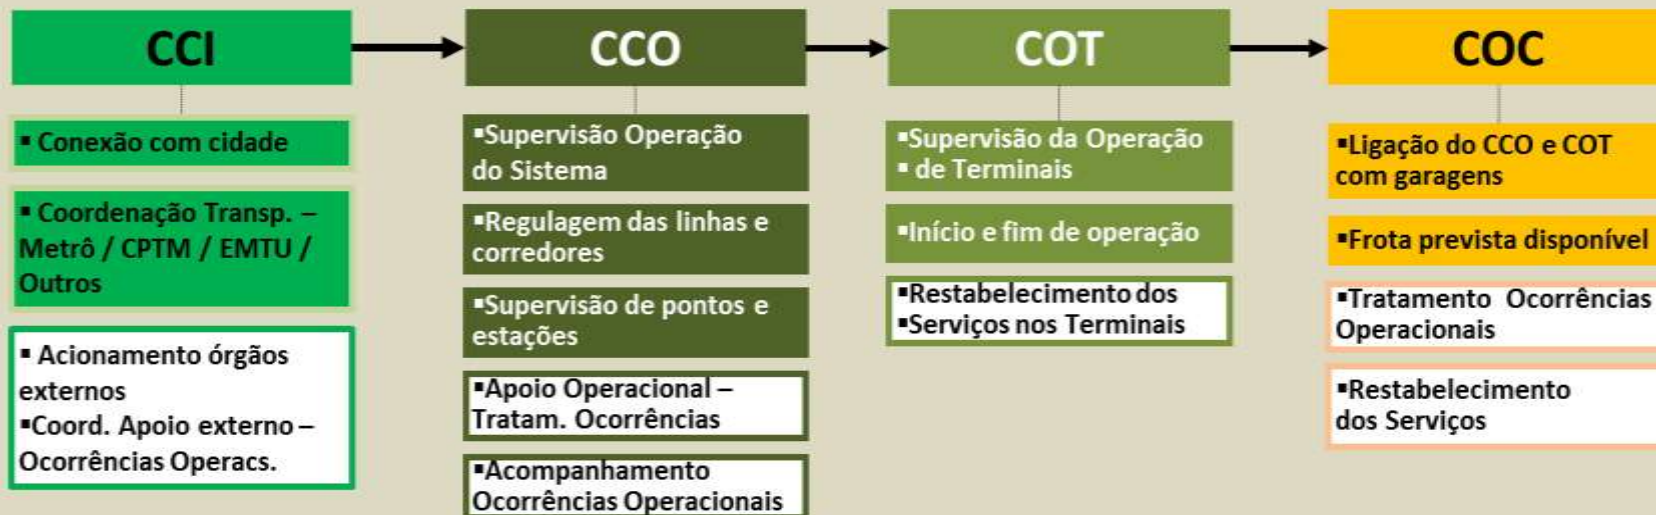 CCI
CCO
COT
COC
▪ Conexão com cidade
▪ Coordenação Transp. –
Metrô / CPTM / EMTU /
Outros
▪ Acionamento órgãos
externos
▪Coord. Apoio externo –
Ocorrências Operacs.
▪Supervisão Operação
do Sistema
▪Regulagem das linhas e
corredores
▪Supervisão de pontos e
estações
▪Apoio Operacional –
Tratam. Ocorrências
▪Acompanhamento
Ocorrências Operacionais
▪Supervisão da Operação
▪ de Terminais
▪Início e fim de operação
▪Restabelecimento dos
▪Serviços nos Terminais
▪Ligação do CCO e COT
com garagens
▪Frota prevista disponível
▪Tratamento Ocorrências
Operacionais
▪Restabelecimento
dos Serviços